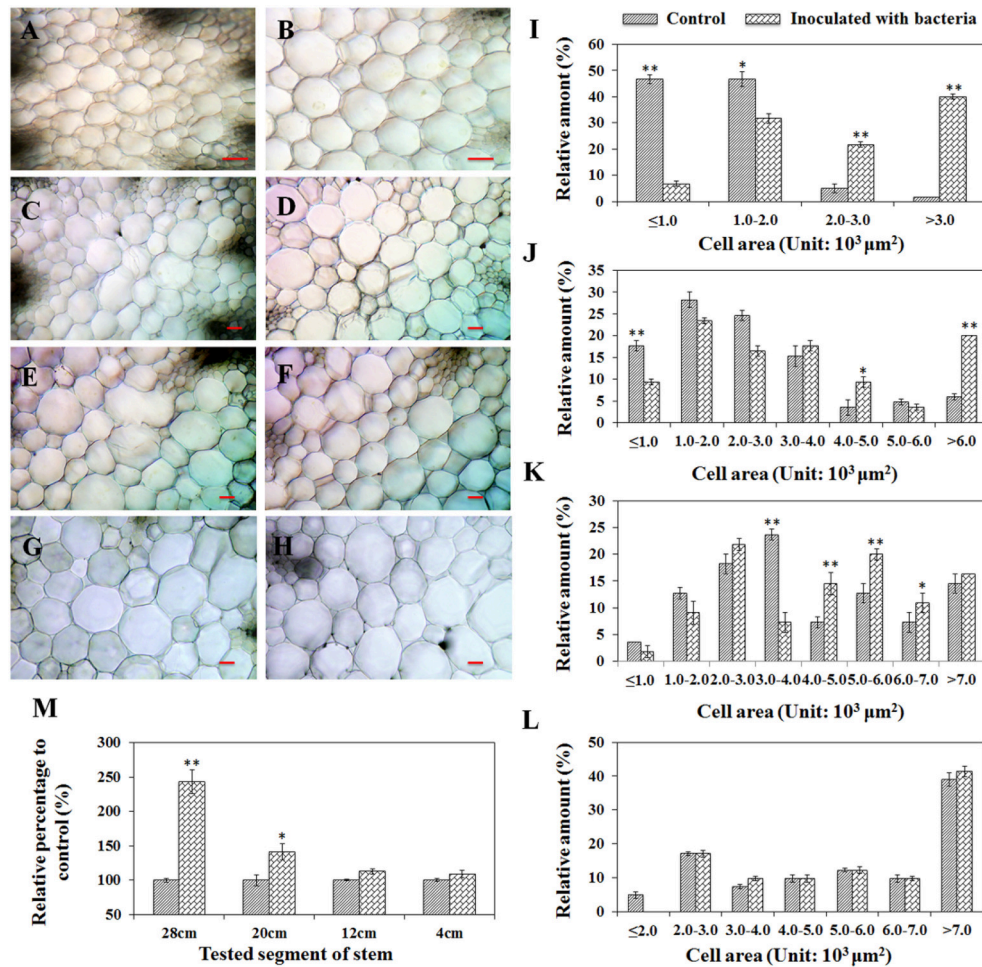 A
B
C
D
E
F
G
H
I
Control
Inoculated with bacteria
Relative amont (%)
60
50
40
30
20
10
0
**
*
**
**
≤1.0
1.0-2.0
2.0-3.0
>3.0
Cell area (Unit: 10³ μm²)
J
Relative amount (%)
35
30
25
20
15
10
5
0
**
*
**
≤1.0
1.0-2.0
2.0-3.0
3.0-4.0
4.0-5.0
5.0-6.0
>6.0
Cell area (Unit: 10³ μm²)
K
Relative amount (%)
30
25
20
15
10
5
0
**
**
**
*
≤1.0
1.0-2.0
2.0-3.0
3.0-4.0
4.0-5.0
5.0-6.0
6.0-7.0
>7.0
Cell area (Unit: 10³ μm²)
L
Relative amount (%)
50
40
30
20
10
0
≤2.0
2.0-3.0
3.0-4.0
4.0-5.0
5.0-6.0
6.0-7.0
>7.0
Cell area (Unit: 10³ μm²)
M
Relative percentage to
control (%)
300
250
200
150
100
50
**
*
28cm
20cm
12cm
4cm
Tested segment of stem